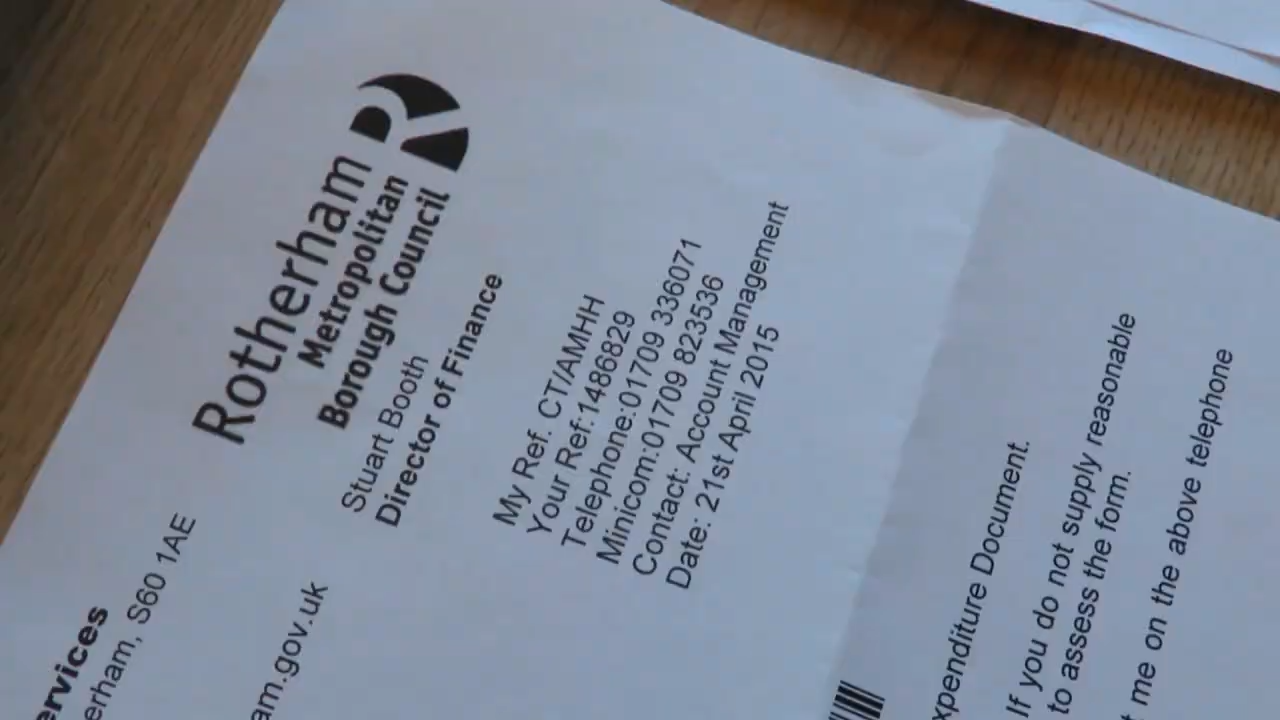 Rotherham
Metropolitan
Borough Council
Stuart Booth
Director of Finance
ervices
erham, S60 1AE
am.gov.uk
My Ref. CT/AMHH
Your Ref:1486829
Telephone:01709 336071
Minicom:01709 823536
Contact: Account Management
Date: 21st April 2015
xpenditure Document.
If you do not supply reasonable
to assess the form.
t me on the above telephone